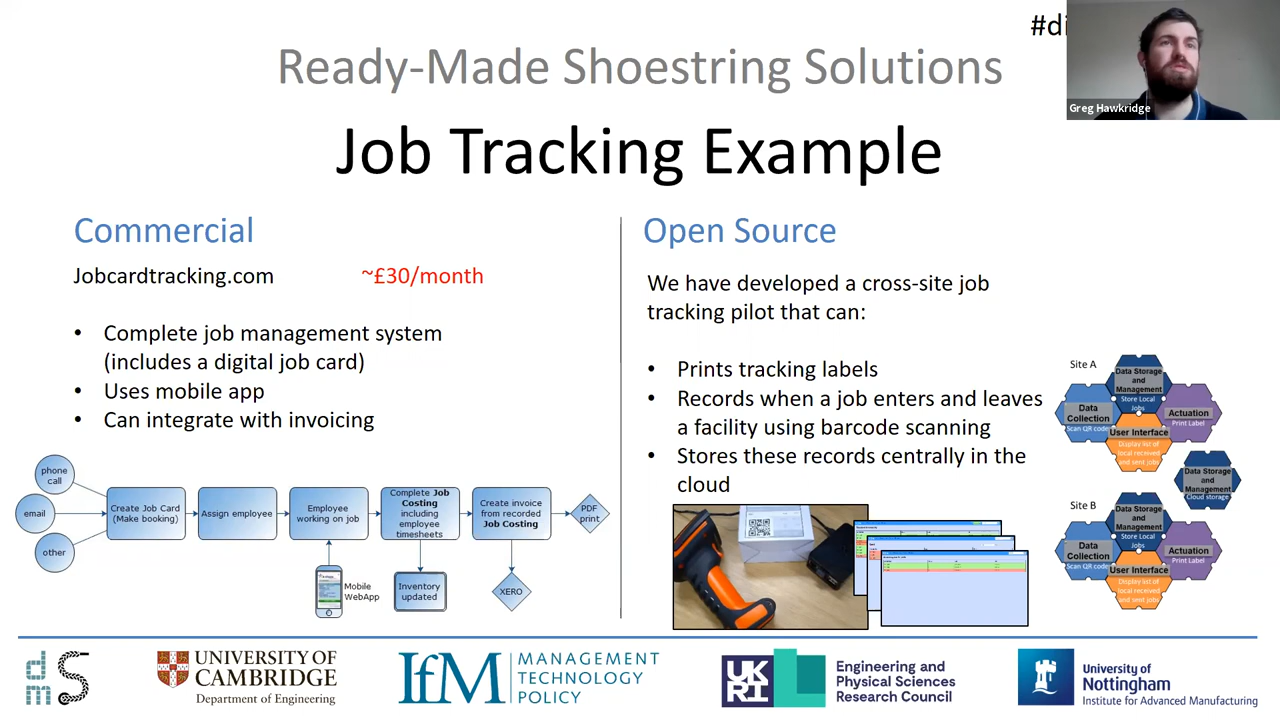 #di
Ready-Made Shoestring Solutions
Greg Hawkridge
Job Tracking Example
Commercial
Jobcardtracking.com
~£30/month
• Complete job management system
(includes a digital job card)
• Uses mobile app
• Can integrate with invoicing
phone
call
email
other
Create Job Card
(Make booking)
Assign employee
Employee
working on job
Complete Job
Costing
including
employee
timesheets
Create invoice
from recorded
Job Costing
PDF
print
Mobile
WebApp
Inventory
updated
XERO
Open Source
We have developed a cross-site job
tracking pilot that can:
• Prints tracking labels
• Records when a job enters and leaves
a facility using barcode scanning
• Stores these records centrally in the
cloud
Site A
Data Storage
and
Management
Store Local
Jobs
Data
Collection
Scan QR code
Actuation
Print Label
User Interface
Display list of
local received
and sent jobs
Data Storage
and
Management
Cloud storage
Site B
Data Storage
and
Management
Store Local
Jobs
Data
Collection
Scan QR code
Actuation
Print Label
User Interface
Display list of
local received
and sent jobs
dmS
UNIVERSITY OF
CAMBRIDGE
Department of Engineering
IfM
MANAGEMENT
TECHNOLOGY
POLICY
UKRI
Engineering and
Physical Sciences
Research Council
University of
Nottingham
Institute for Advanced Manufacturing